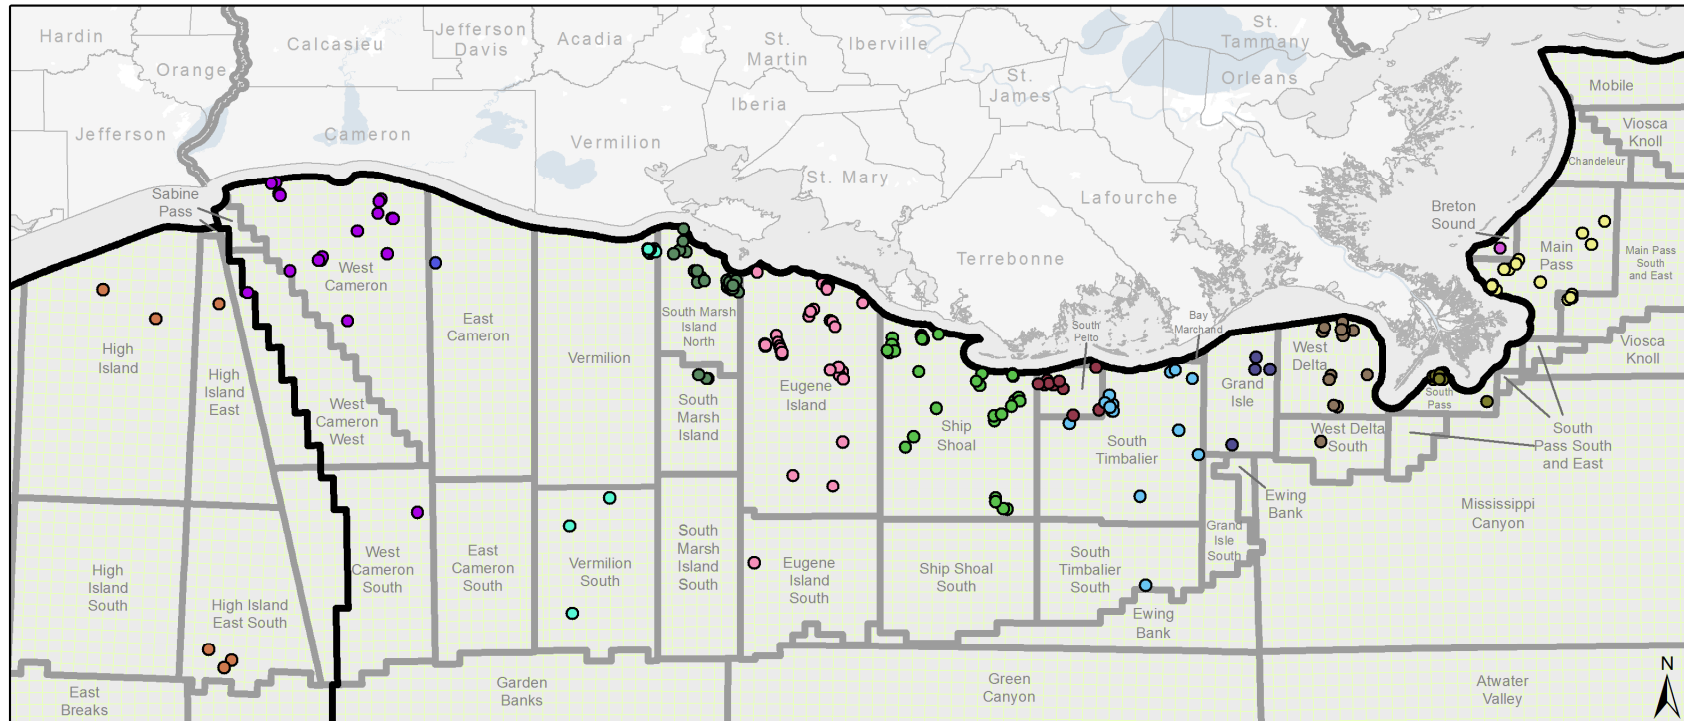 Hardin
Orange
Jefferson
Calcasieu
Cameron
Jefferson
Davis
Acadia
Vermilion
St.
Martin
Iberia
Iberville
St. Mary
St.
James
Lafourche
Terrebonne
St.
Tammany
Orleans
Sabine
Pass
High
Island
High
Island
East
High
Island
South
High Island
East South
East
Breaks
West
Cameron
West
Cameron
West
West
Cameron
South
East
Cameron
East
Cameron
South
Garden
Banks
Vermilion
Vermilion
South
South Marsh
Island
North
South
Marsh
Island
South
Marsh
Island
South
Eugene
Island
Eugene
Island
South
Ship
Shoal
Ship Shoal
South
Green
Canyon
South
Pelto
Bay
Marchand
South
Timbalier
South
Timbalier
South
Ewing
Bank
Grand
Isle
Grand
Isle
South
Ewing
Bank
West
Delta
West Delta
South
South
Pass
South
Pass South
and East
Mississippi
Canyon
Atwater
Valley
Breton
Sound
Main
Pass
Main Pass
South
and East
Mobile
Viosca
Knoll
Chandeleur
Viosca
Knoll
N